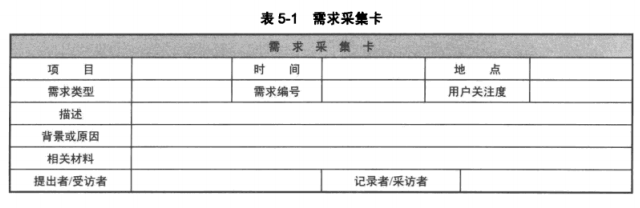 表 5-1 需求采集卡
需求采集卡
项目 时间 地点
需求类型 需求编号 用户关注度
描述
背景或原因
相关材料
提出者/受访者 记录者/采访者